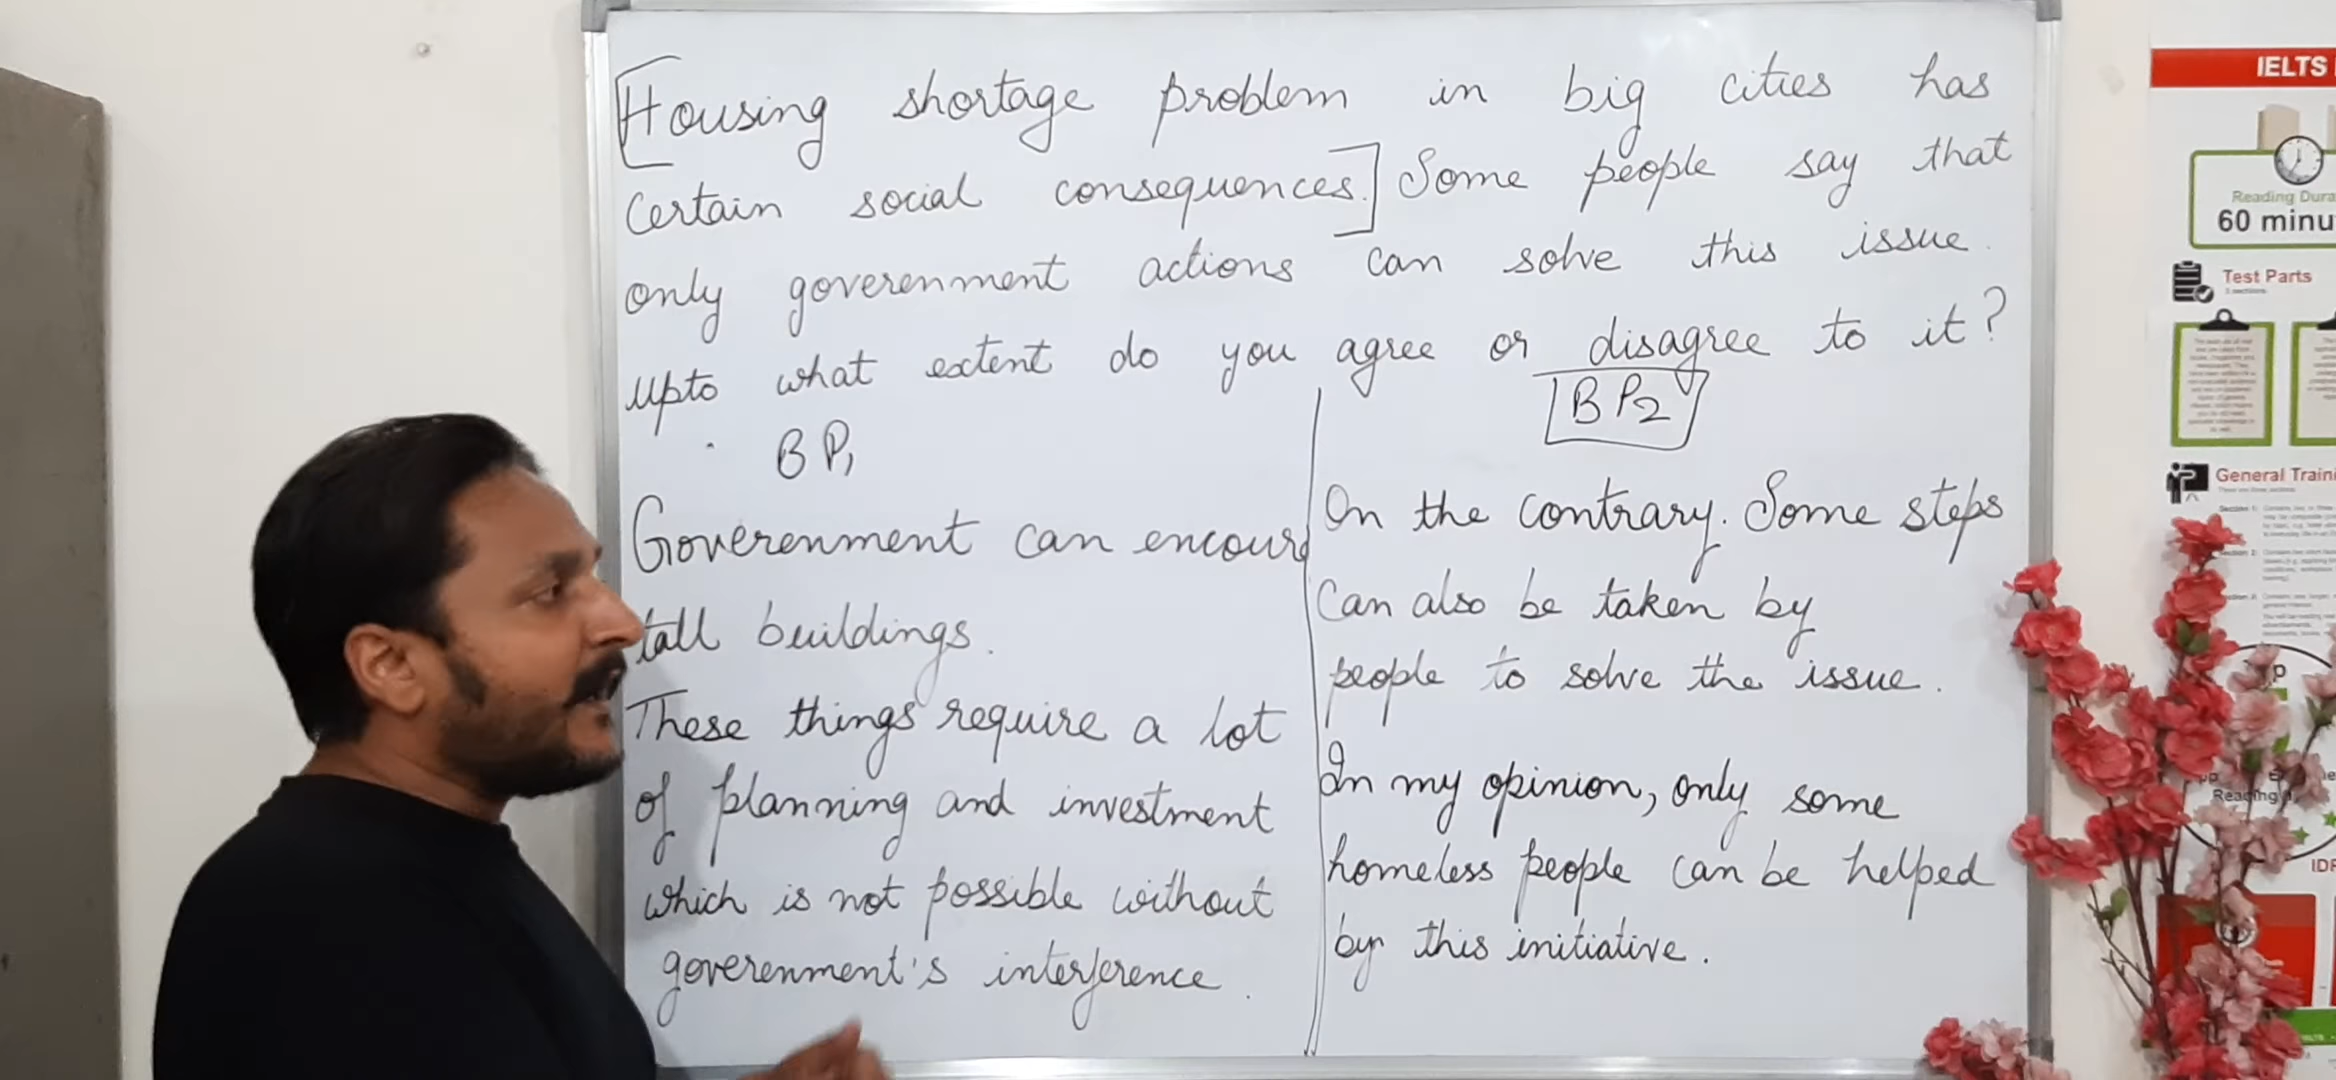 Housing shortage problem in big cities has
certain social consequences. Some people say that
only goverenment actions can solve this issue.
upto what extent do you agree or disagree to it?
BP1
Goverenment can encour
tall buildings.
These things require a lot
of planning and investment
which is not possible without
goverenment's interference.
BP2
On the contrary. Some steps
can also be taken by
people to solve the issue.
In my opinion, only some
homeless people can be helped
by this initiative.
IELTS
Reading Dura
60 minu
Test Parts
General Traini
Reading